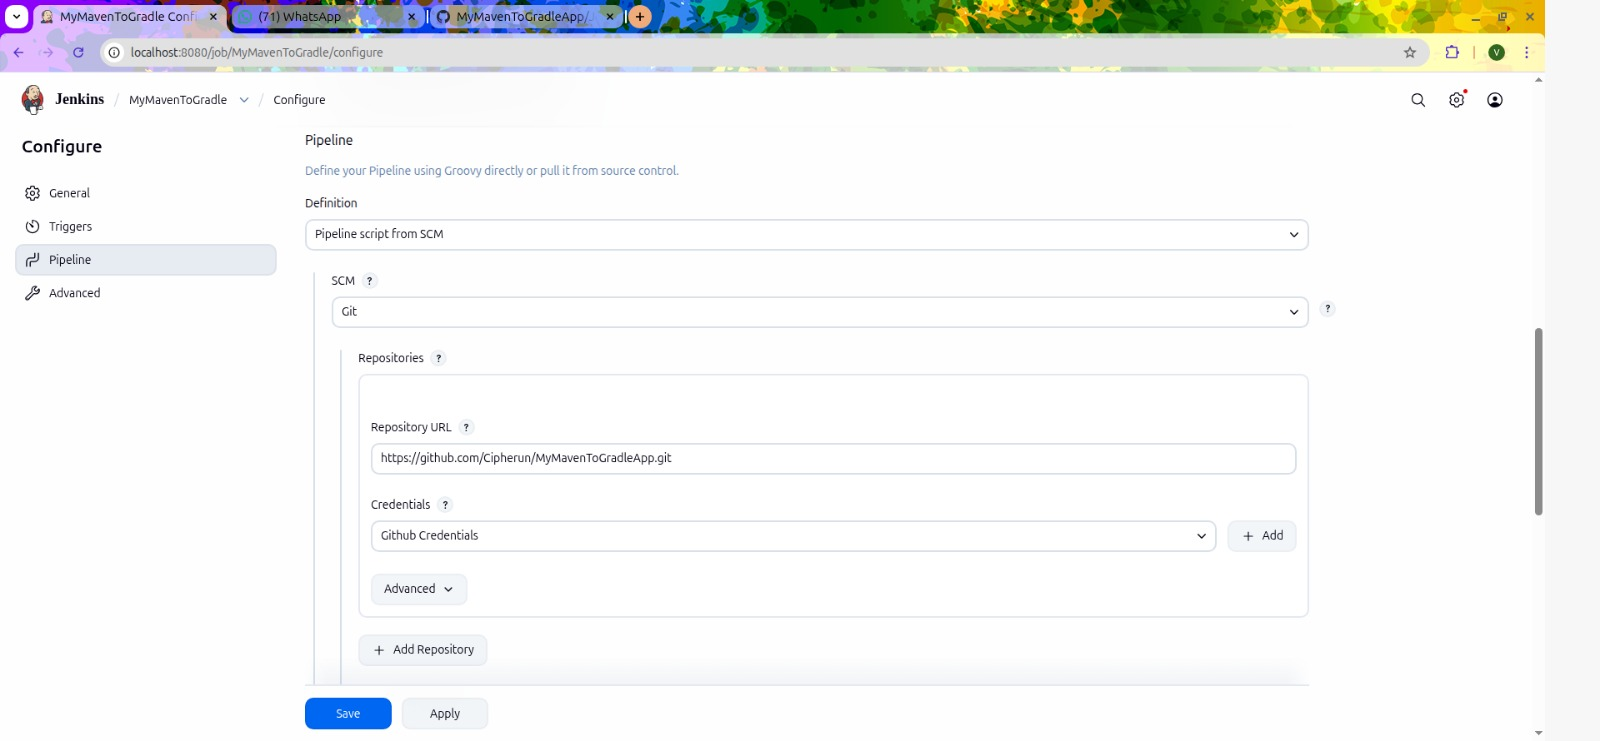 MyMavenToGradle Confi
(71) WhatsApp
MyMavenToGradleApp/.
localhost:8080/job/MyMavenToGradle/configure
V
Jenkins / MyMavenToGradle / Configure
Configure
General
Triggers
Pipeline
Advanced
Pipeline
Define your Pipeline using Groovy directly or pull it from source control.
Definition
Pipeline script from SCM
SCM ?
Git
?
Repositories ?
Repository URL ?
https://github.com/Cipherun/MyMavenToGradleApp.git
Credentials ?
Github Credentials
+ Add
Advanced
+ Add Repository
Save
Apply